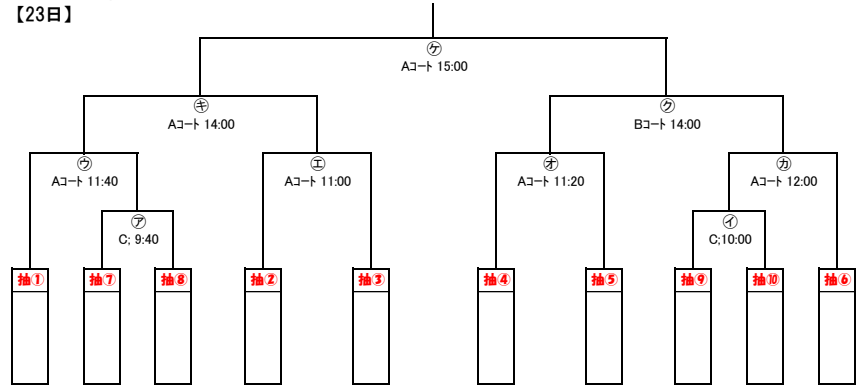 【23日】
㋘
Aコート 15:00
㋖
Aコート 14:00
㋗
Bコート 14:00
㋒
Aコート 11:40
㋓
Aコート 11:00
㋔
Aコート 11:20
㋕
Aコート 12:00
㋐
C; 9:40
㋑
C;10:00
抽① 抽⑦ 抽⑧ 抽② 抽③ 抽④ 抽⑤ 抽⑨ 抽⑩ 抽⑥